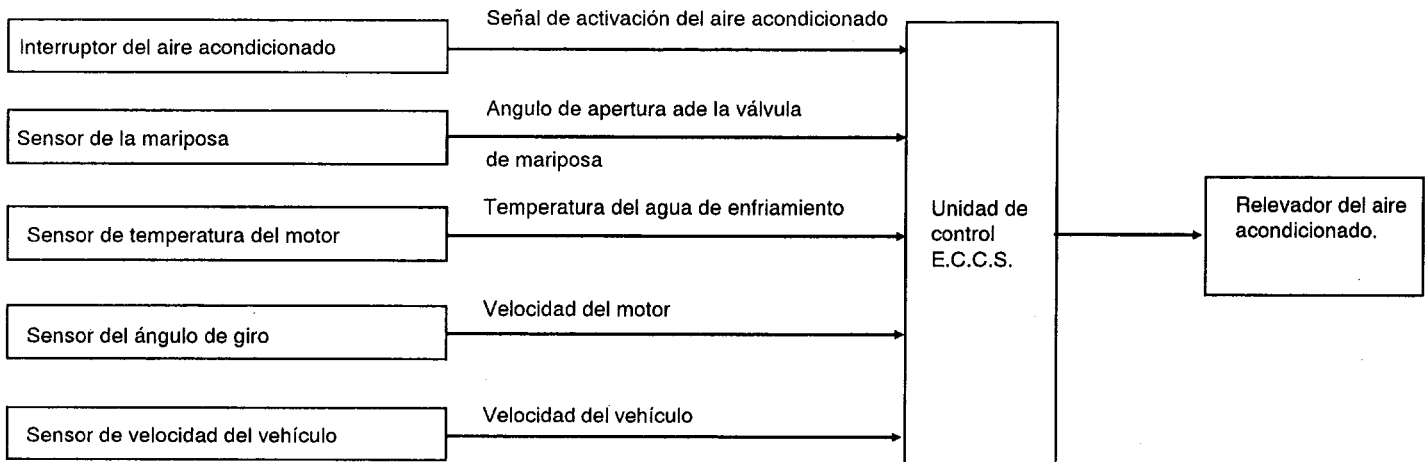 Señal de activación del aire acondicionado
Interruptor del aire acondicionado
Angulo de apertura ade la válvula
Sensor de la mariposa
de mariposa
Temperatura del agua de enfriamiento
Sensor de temperatura del motor
Unidad de
control
E.C.C.S.
Relevador del aire
acondicionado.
Velocidad del motor
Sensor del ángulo de giro
Velocidad del vehículo
Sensor de velocidad del vehículo